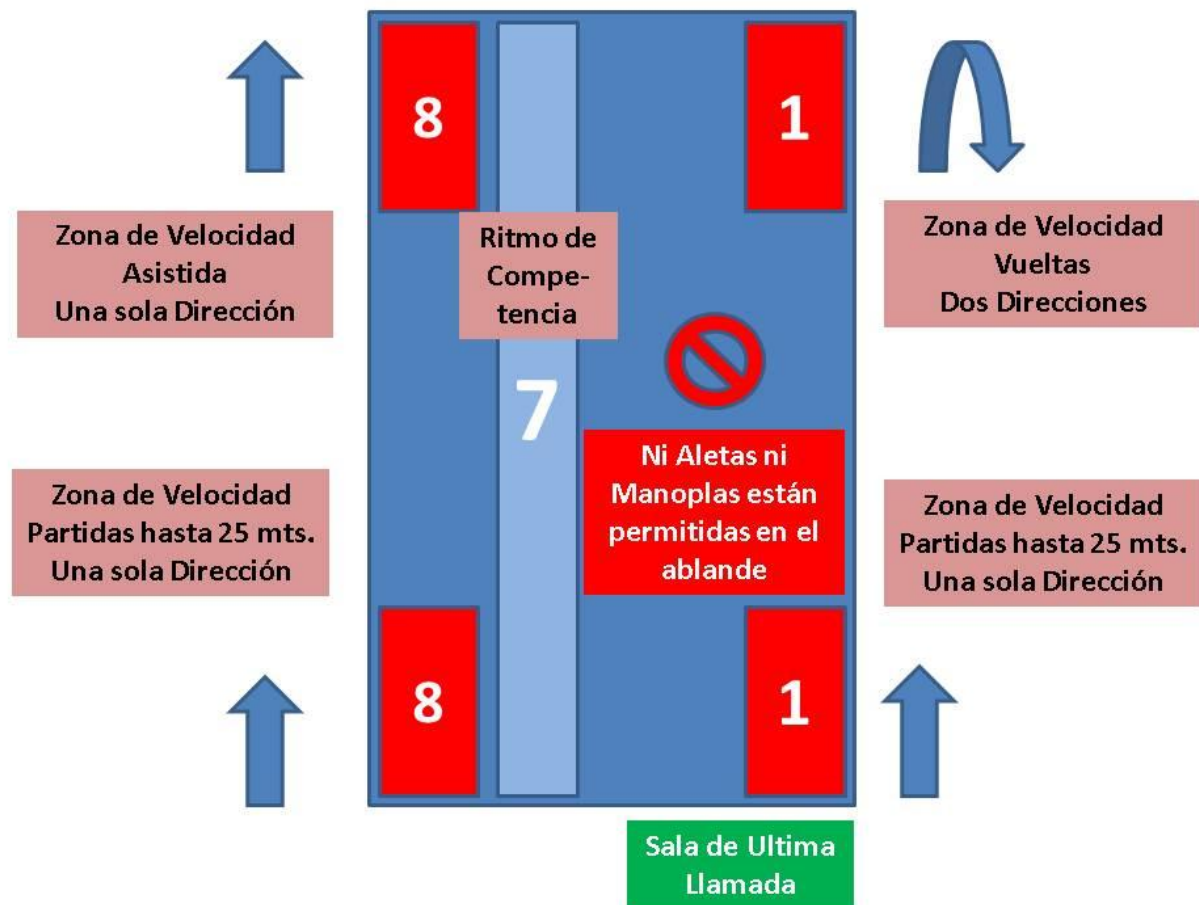 8
1
Zona de Velocidad
Asistida
Una sola Dirección
Ritmo de
Compe-
tencia
Zona de Velocidad
Vueltas
Dos Direcciones
7
Zona de Velocidad
Partidas hasta 25 mts.
Una sola Dirección
Ni Aletas ni
Manoplas están
permitidas en el
ablande
Zona de Velocidad
Partidas hasta 25 mts.
Una sola Dirección
8
1
Sala de Ultima
Llamada